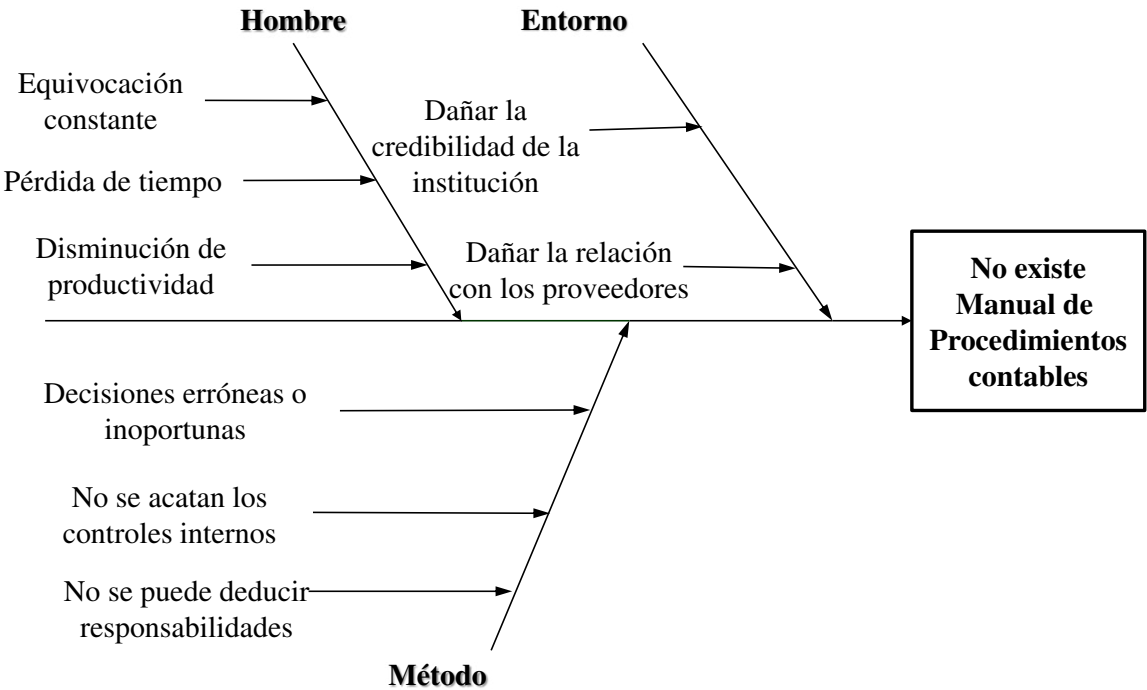 Hombre
Entorno
Equivocación
constante
Pérdida de tiempo
Disminución de
productividad
Dañar la
credibilidad de la
institución
Dañar la relación
con los proveedores
No existe
Manual de
Procedimientos
contables
Decisiones erróneas o
inoportunas
No se acatan los
controles internos
No se puede deducir
responsabilidades
Método